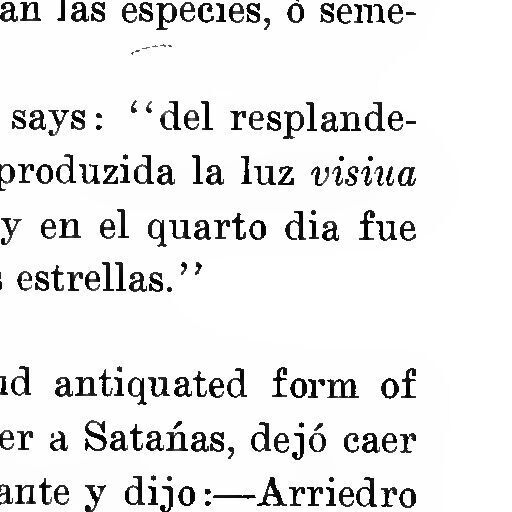 an las especies, ó seme-
says: “del resplande-
produzida la luz visiua
y en el quarto dia fue
estrellas.”
antiquated form of
er a Satańas, dejó caer
ante y dijo:—Arriedro